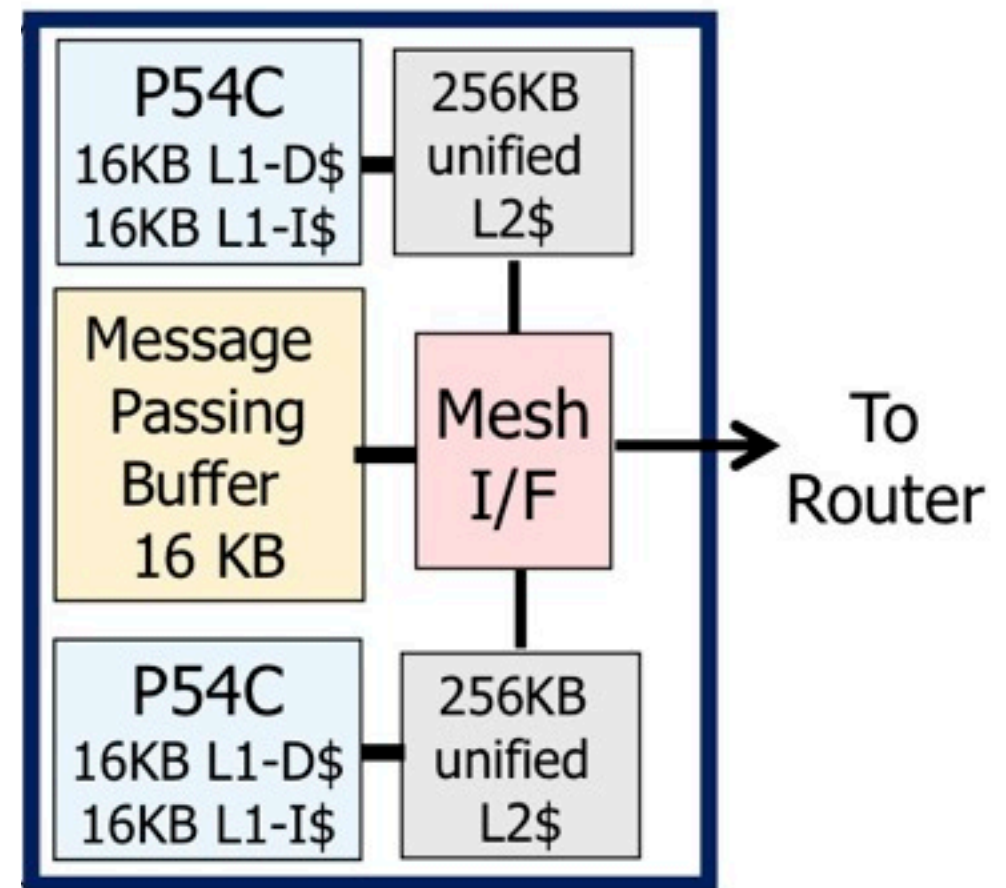 P54C
16KB L1-D$
16KB L1-I$
256KB
unified
L2$
Message
Passing
Buffer
16 KB
Mesh
I/F
To
Router
P54C
16KB L1-D$
16KB L1-I$
256KB
unified
L2$